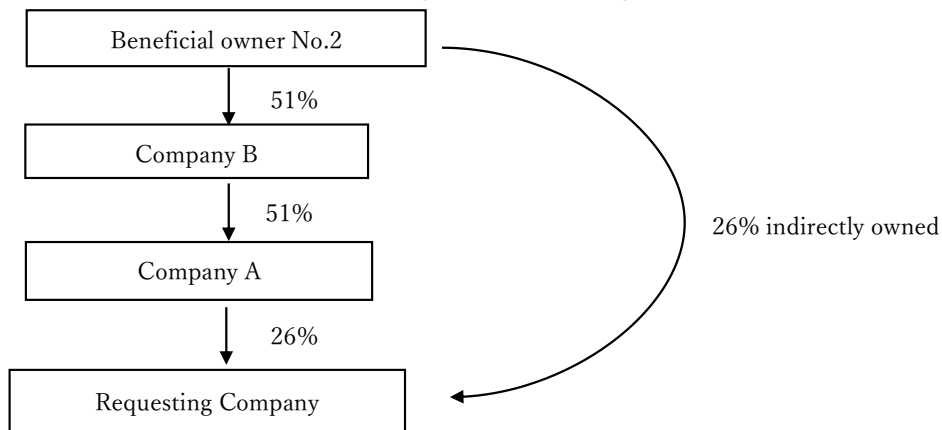 Beneficial owner No.2
51%
Company B
51%
26% indirectly owned
Company A
26%
Requesting Company